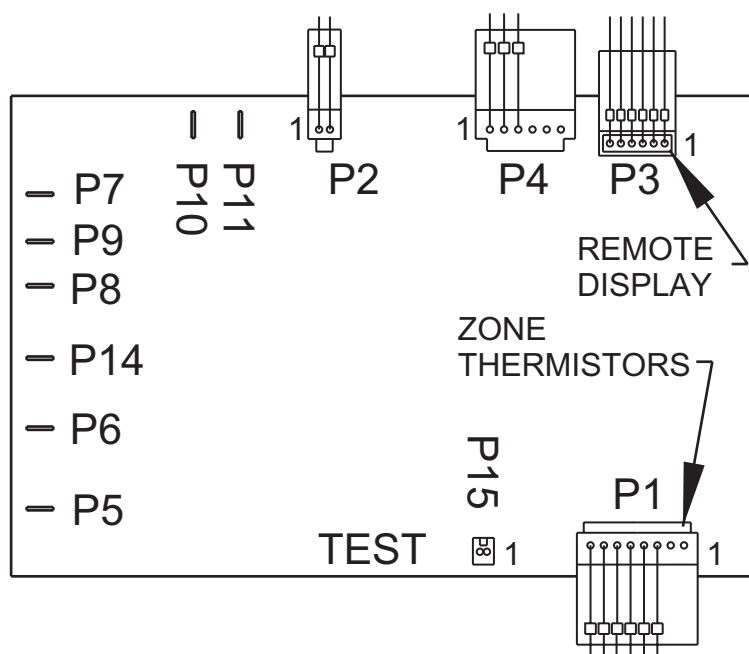 1
1
1
P2
P4
P3
P10
P11
P7
P9
P8
P14
P6
P5
REMOTE
DISPLAY
ZONE
THERMISTORS
P15
P1
TEST
1
1